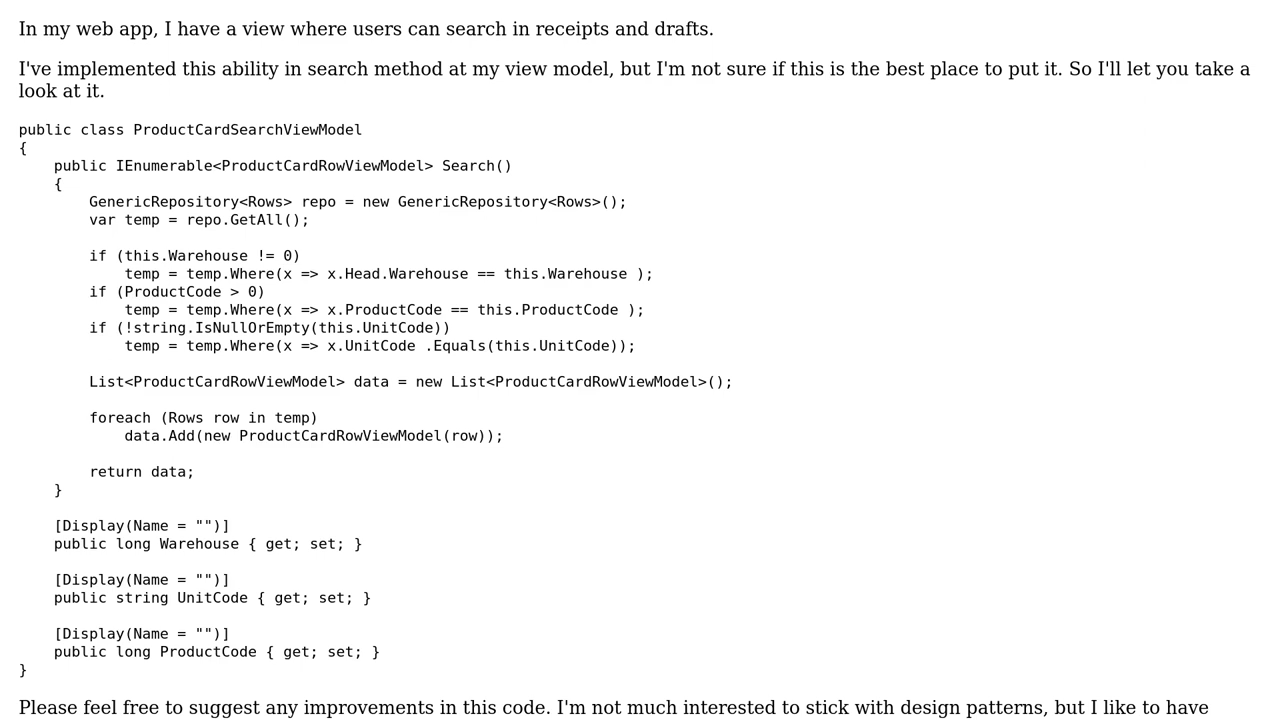 In my web app, I have a view where users can search in receipts and drafts.
I've implemented this ability in search method at my view model, but I'm not sure if this is the best place to put it. So I'll let you take a
look at it.
public class ProductCardSearchViewModel
{
    public IEnumerable<ProductCardRowViewModel> Search()
    {
        GenericRepository<Rows> repo = new GenericRepository<Rows>();
        var temp = repo.GetAll();

        if (this.Warehouse != 0)
            temp = temp.Where(x => x.Head.Warehouse == this.Warehouse );
        if (ProductCode > 0)
            temp = temp.Where(x => x.ProductCode == this.ProductCode );
        if (!string.IsNullOrEmpty(this.UnitCode))
            temp = temp.Where(x => x.UnitCode .Equals(this.UnitCode));

        List<ProductCardRowViewModel> data = new List<ProductCardRowViewModel>();

        foreach (Rows row in temp)
            data.Add(new ProductCardRowViewModel(row));

        return data;
    }

    [Display(Name = "")]
    public long Warehouse { get; set; }

    [Display(Name = "")]
    public string UnitCode { get; set; }

    [Display(Name = "")]
    public long ProductCode { get; set; }
}
Please feel free to suggest any improvements in this code. I'm not much interested to stick with design patterns, but I like to have